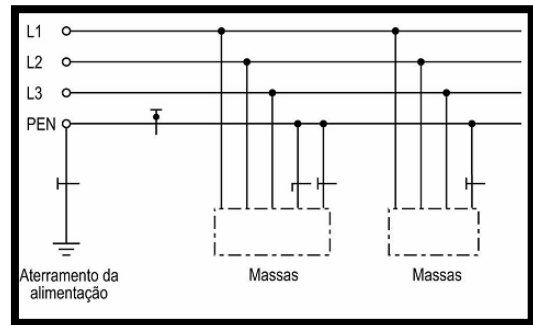 L1
L2
L3
PEN
Aterramento da
alimentação
Massas
Massas